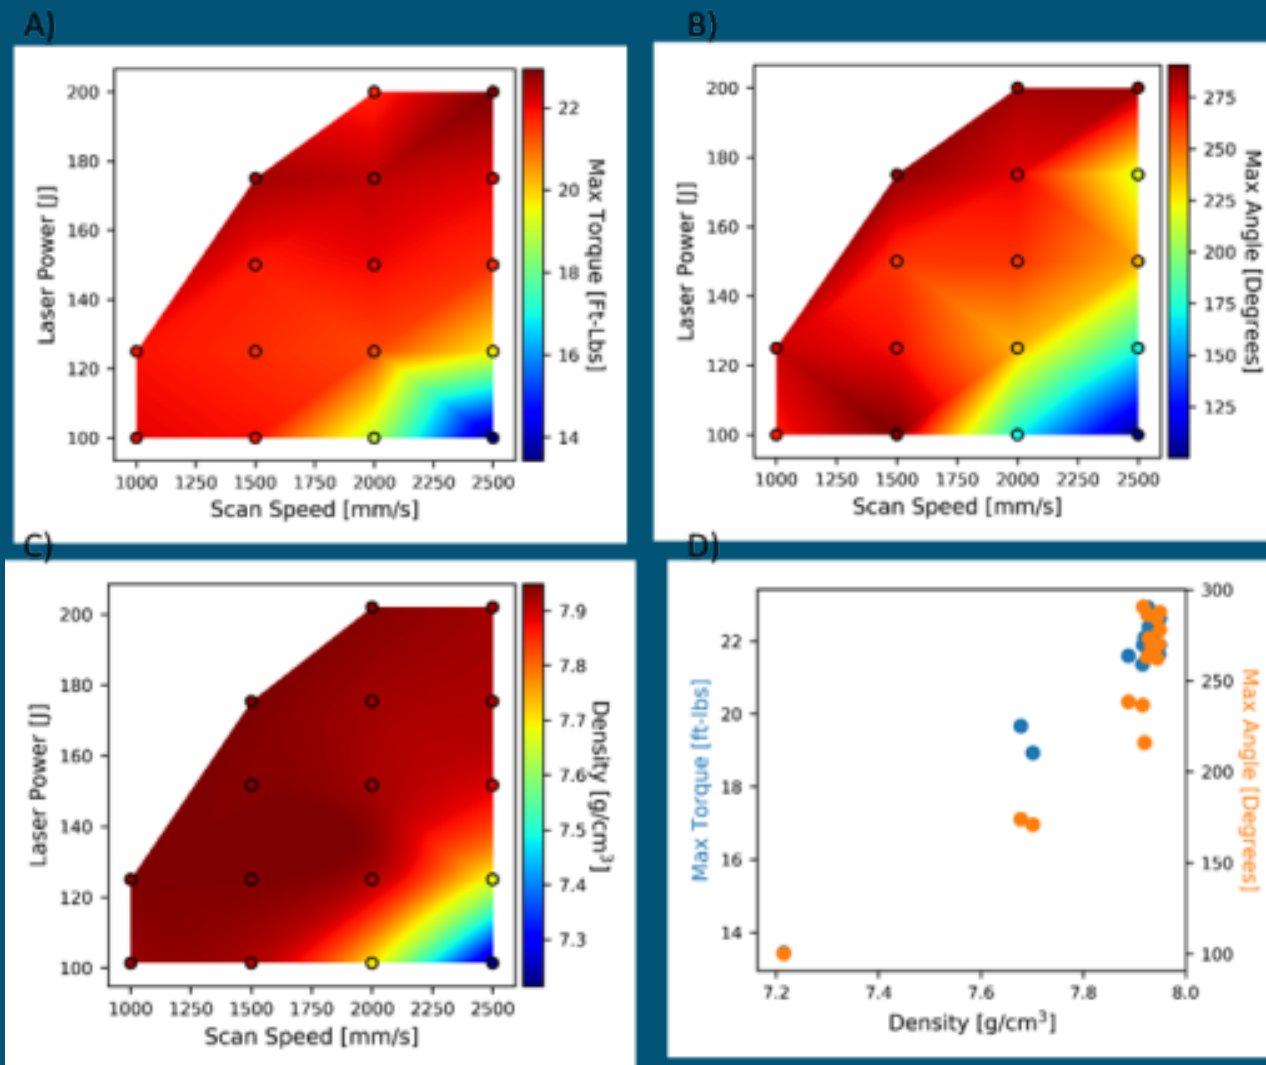 A)
200
180
160
140
120
100
Laser Power [J]
1000 1250 1500 1750 2000 2250 2500
Scan Speed [mm/s]
22
20
18
16
14
Max Torque [Ft-Lbs]
B)
200
180
160
140
120
100
Laser Power [J]
1000 1250 1500 1750 2000 2250 2500
Scan Speed [mm/s]
275
250
225
200
175
150
125
Max Angle [Degrees]
C)
200
180
160
140
120
100
Laser Power [J]
1000 1250 1500 1750 2000 2250 2500
Scan Speed [mm/s]
7.9
7.8
7.7
7.6
7.5
7.4
7.3
Density [g/cm³]
D)
22
20
18
16
14
Max Torque [ft-lbs]
7.2 7.4 7.6 7.8 8.0
Density [g/cm³]
300
250
200
150
100
Max Angle [Degrees]